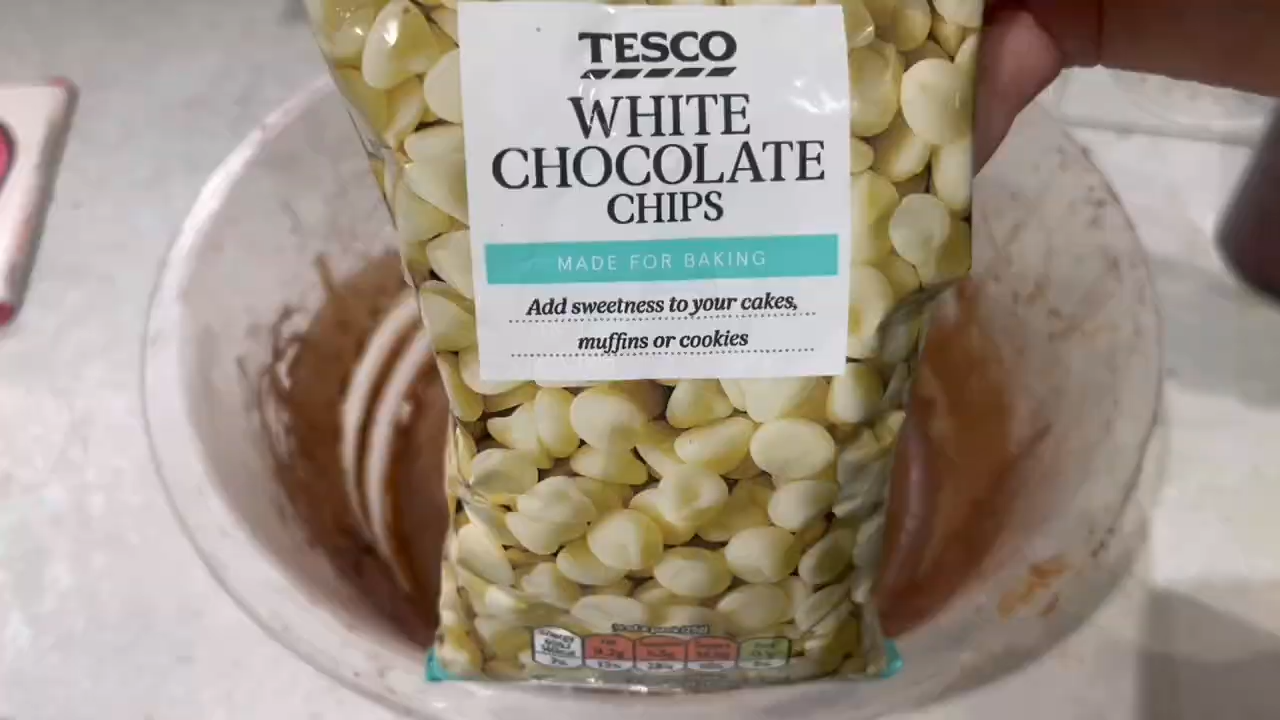 TESCO
WHITE
CHOCOLATE
CHIPS
MADE FOR BAKING
Add sweetness to your cakes,
muffins or cookies